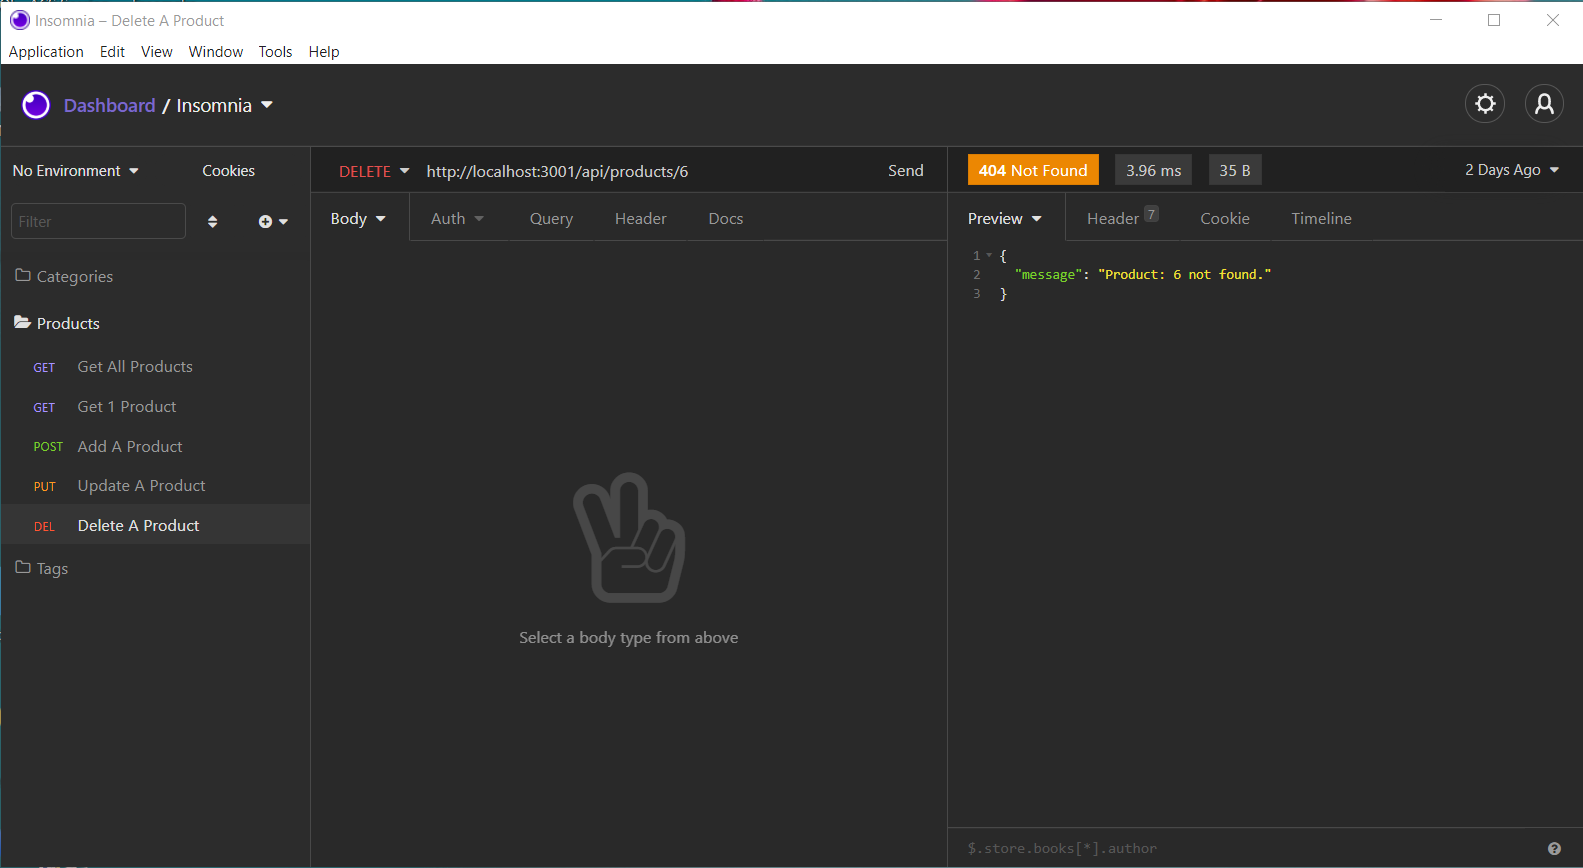 Insomnia – Delete A Product
Application Edit View Window Tools Help
Dashboard / Insomnia
No Environment Cookies
Filter
Categories
Products
GET Get All Products
GET Get 1 Product
POST Add A Product
PUT Update A Product
DEL Delete A Product
Tags
DELETE http://localhost:3001/api/products/6 Send
Body Auth Query Header Docs
Select a body type from above
404 Not Found 3.96 ms 35 B 2 Days Ago
Preview Header 7 Cookie Timeline
1 {
2 "message": "Product: 6 not found."
3 }
$.store.books[*].author